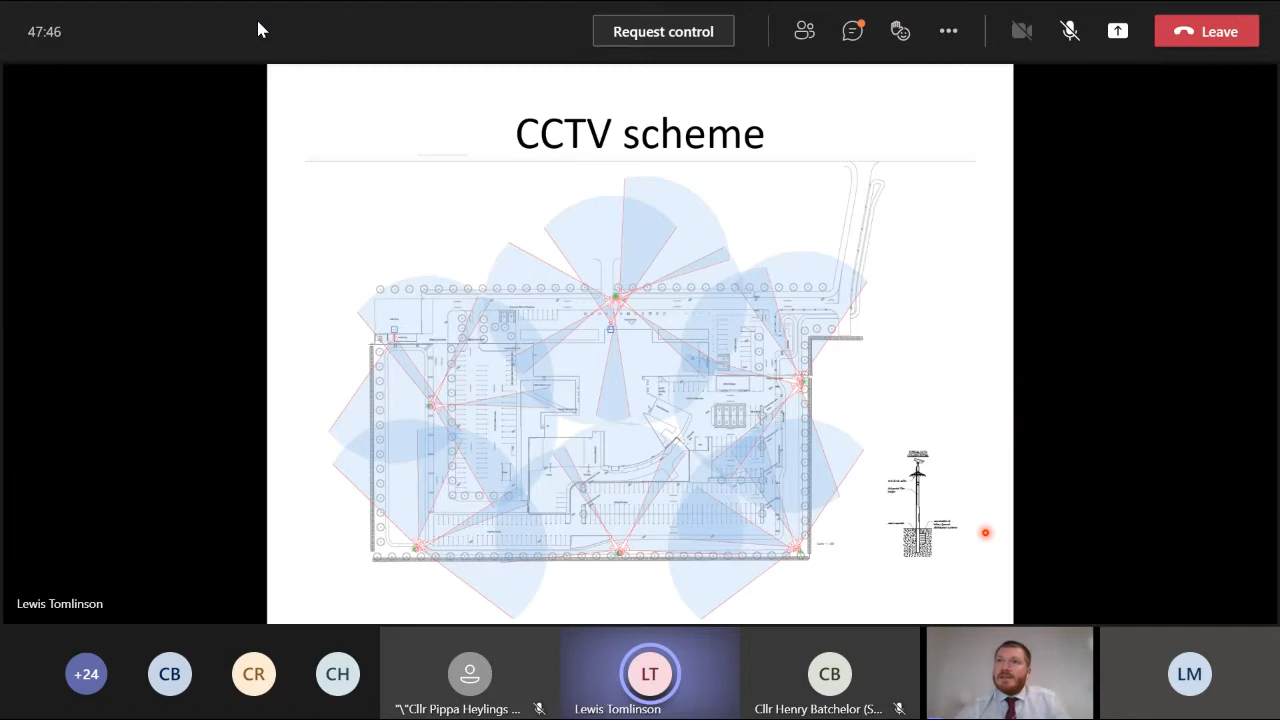 47:46
Request control
Leave
CCTV scheme
Lewis Tomlinson
+24
CB
CR
CH
"\"Cllr Pippa Heylings ...
LT
Lewis Tomlinson
CB
Cllr Henry Batchelor (S...
LM